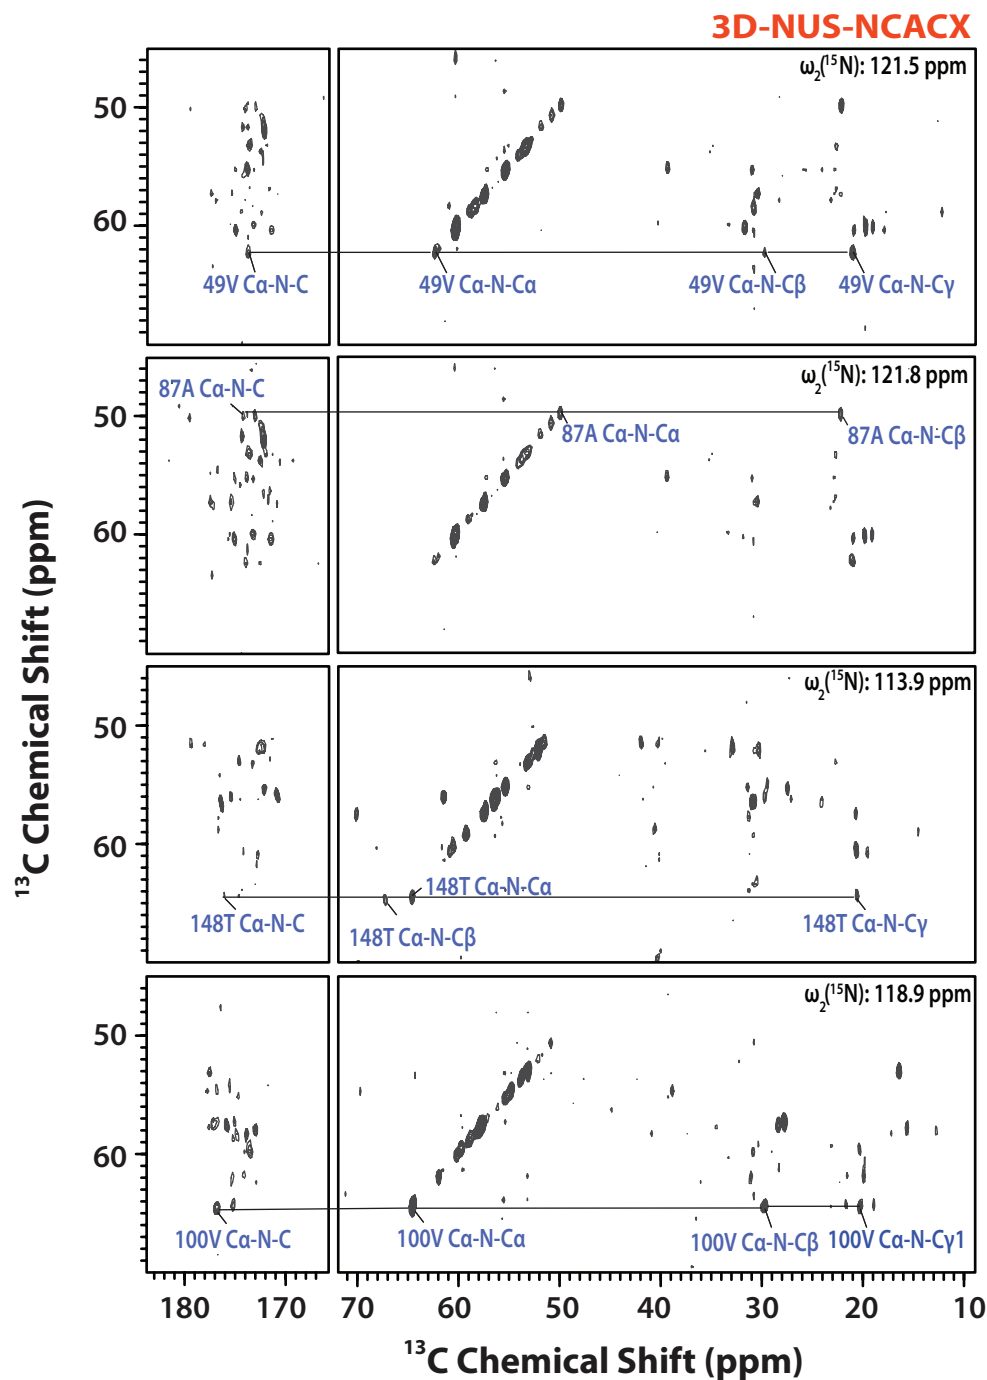 3D-NUS-NCACX
ω₂(¹⁵N): 121.5 ppm
50
60
49V Cα-N-C
49V Cα-N-Cα
49V Cα-N-Cβ
49V Cα-N-Cγ
ω₂(¹⁵N): 121.8 ppm
87A Cα-N-C
50
87A Cα-N-Cα
87A Cα-N-Cβ
60
ω₂(¹⁵N): 113.9 ppm
50
60
148T Cα-N-Cα
148T Cα-N-C
148T Cα-N-Cβ
148T Cα-N-Cγ
ω₂(¹⁵N): 118.9 ppm
50
60
100V Cα-N-C
100V Cα-N-Cα
100V Cα-N-Cβ
100V Cα-N-Cγ1
180 170 70 60 50 40 30 20 10
¹³C Chemical Shift (ppm)
¹³C Chemical Shift (ppm)